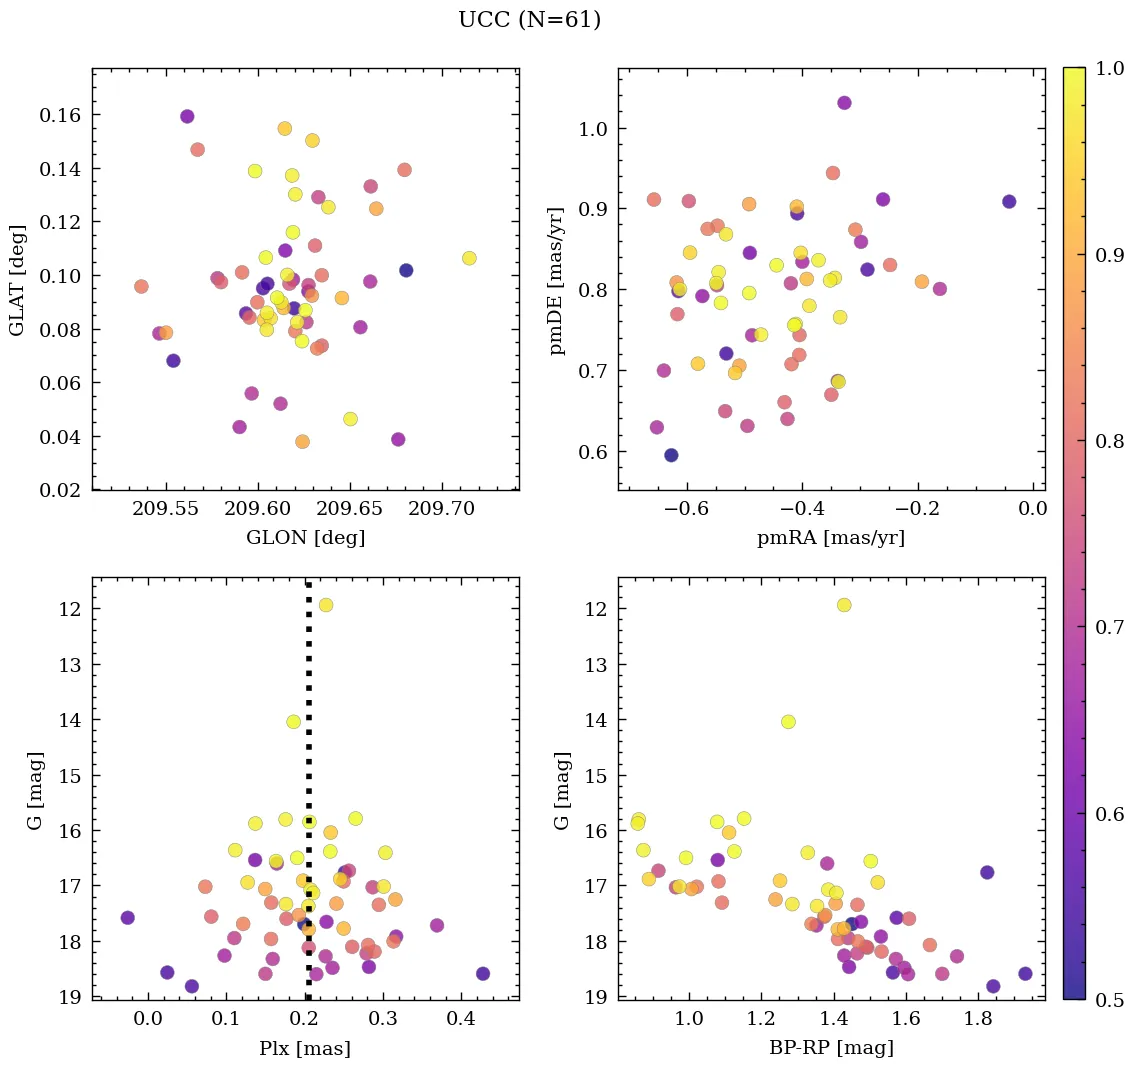 UCC (N=61)
0.16
0.14
0.12
0.10
0.08
0.06
0.04
0.02
GLAT [deg]
209.55 209.60 209.65 209.70
GLON [deg]
1.0
0.9
0.8
0.7
0.6
pmDE [mas/yr]
−0.6 −0.4 −0.2 0.0
pmRA [mas/yr]
12
13
14
15
16
17
18
19
G [mag]
0.0 0.1 0.2 0.3 0.4
Plx [mas]
12
13
14
15
16
17
18
19
G [mag]
1.0 1.2 1.4 1.6 1.8
BP-RP [mag]
1.0
0.9
0.8
0.7
0.6
0.5